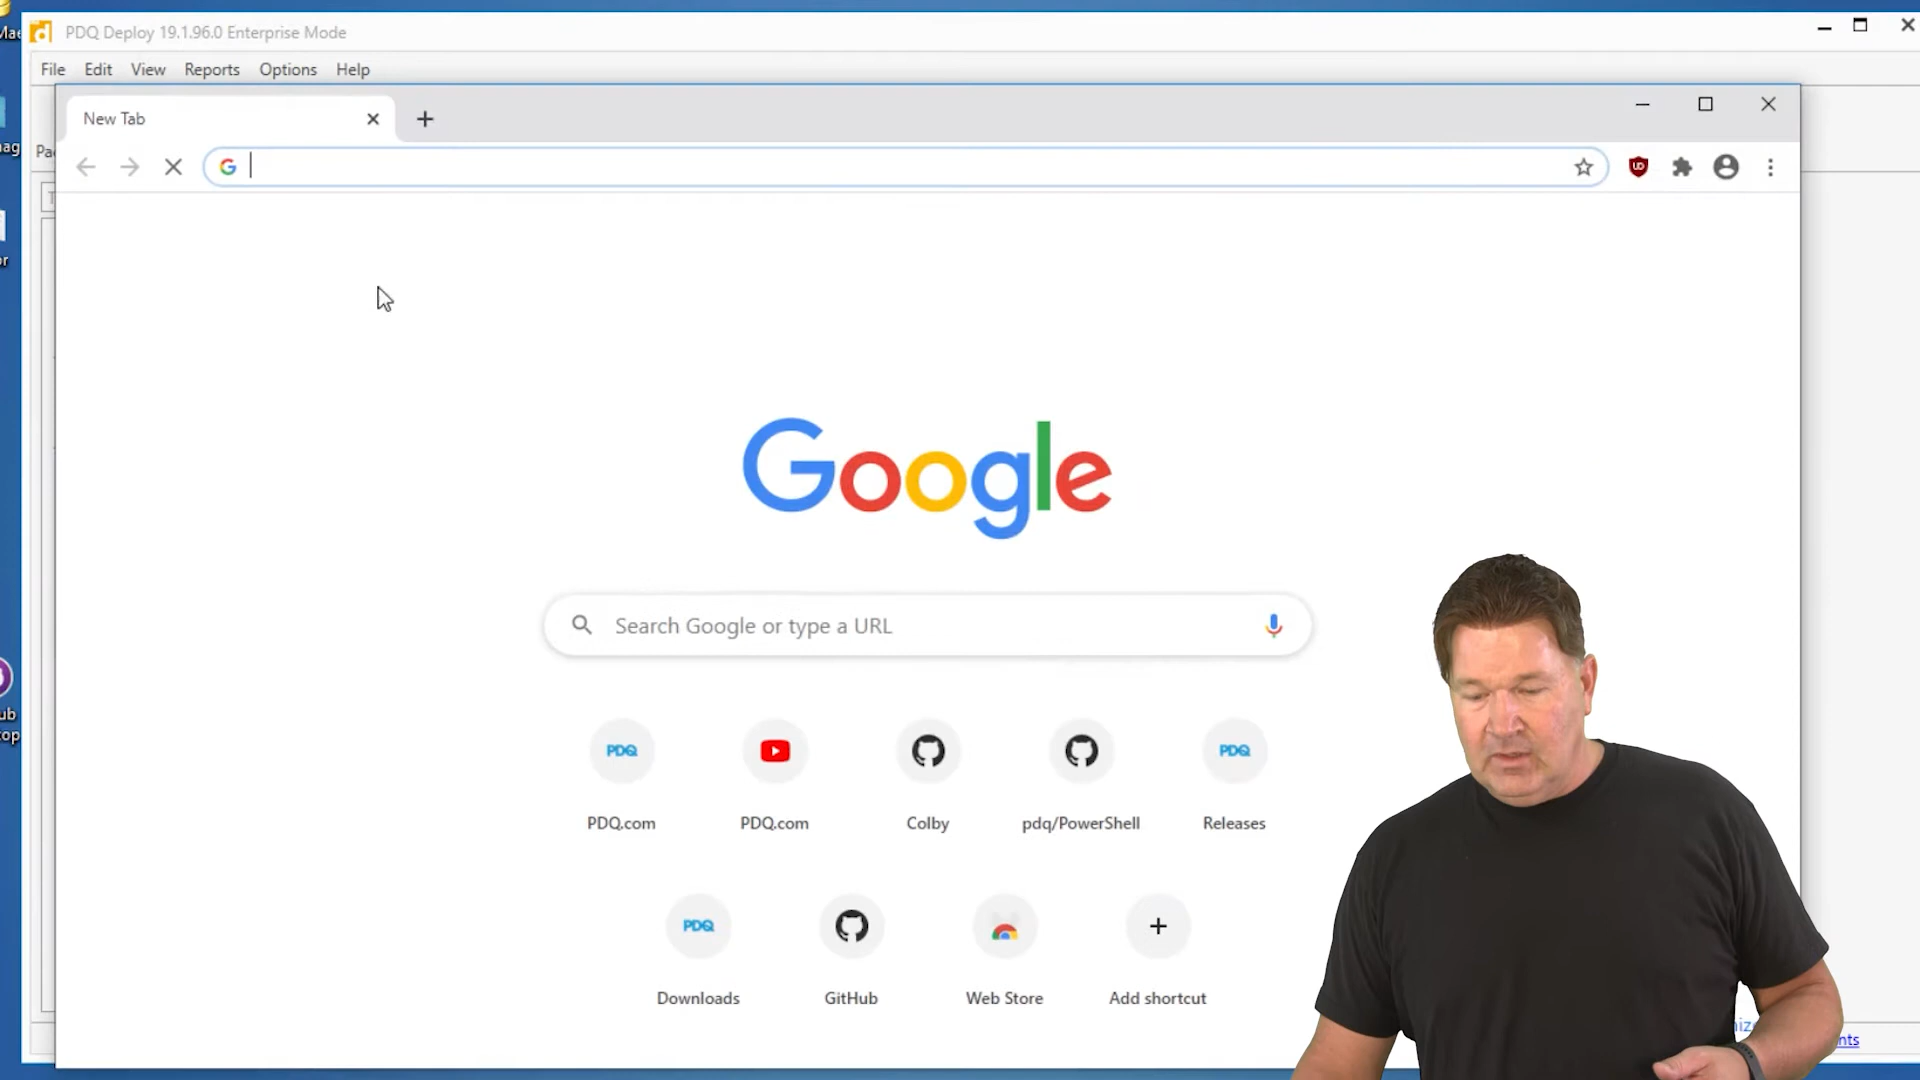 PDQ Deploy 19.1.96.0 Enterprise Mode
File Edit View Reports Options Help
New Tab
Google
Search Google or type a URL
PDQ PDQ
PDQ.com PDQ.com Colby pdq/PowerShell Releases
PDQ
Downloads GitHub Web Store Add shortcut